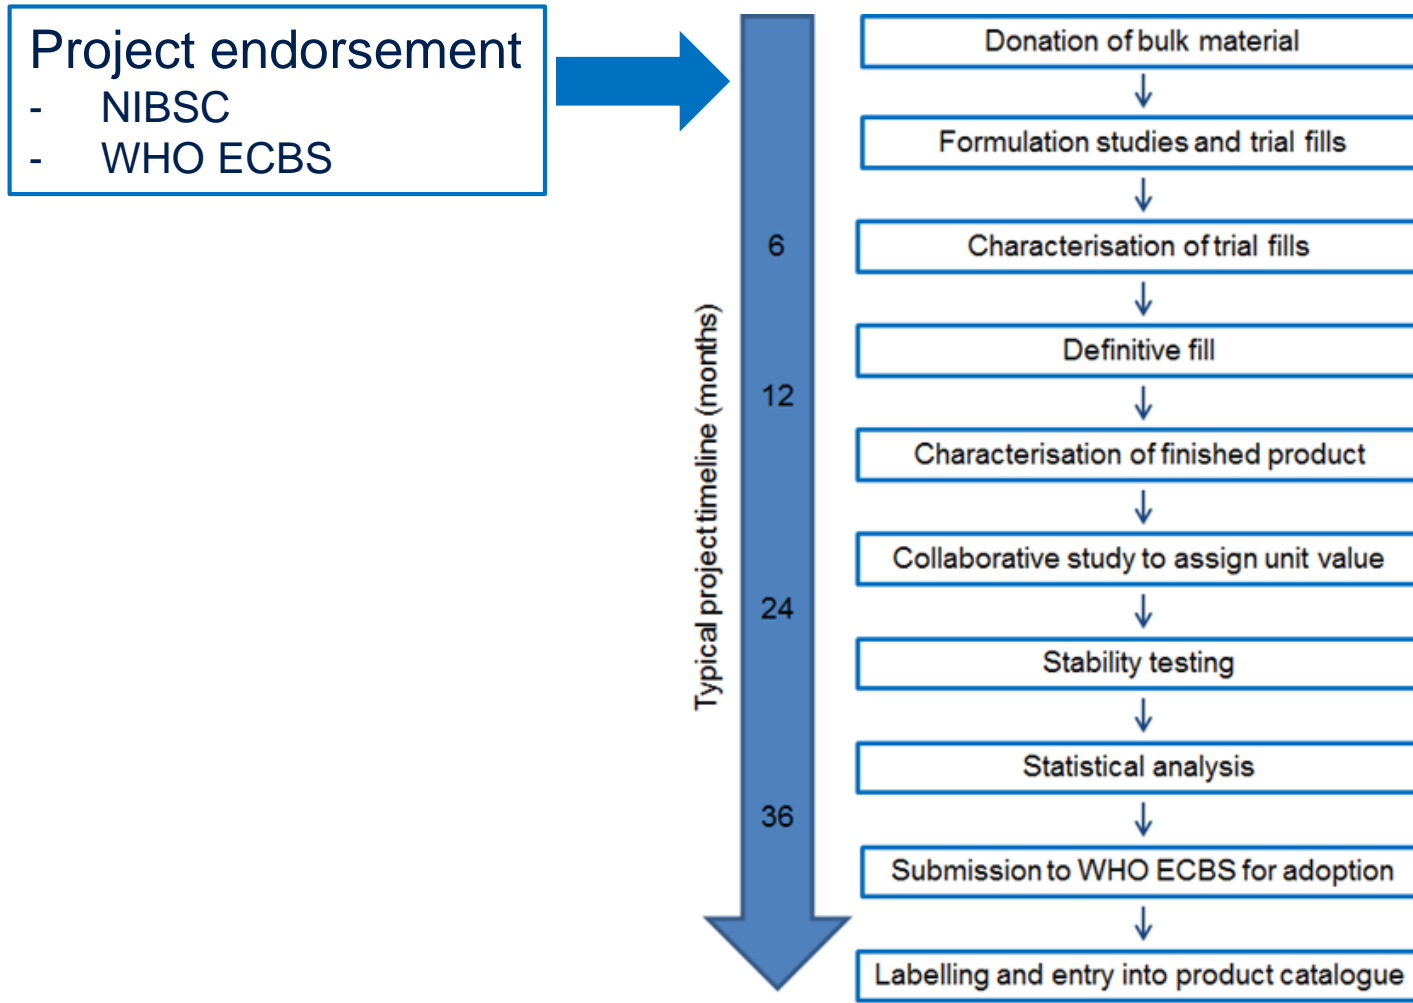 Project endorsement
- NIBSC
- WHO ECBS
Typical project timeline (months)
6
12
24
36
Donation of bulk material
Formulation studies and trial fills
Characterisation of trial fills
Definitive fill
Characterisation of finished product
Collaborative study to assign unit value
Stability testing
Statistical analysis
Submission to WHO ECBS for adoption
Labelling and entry into product catalogue